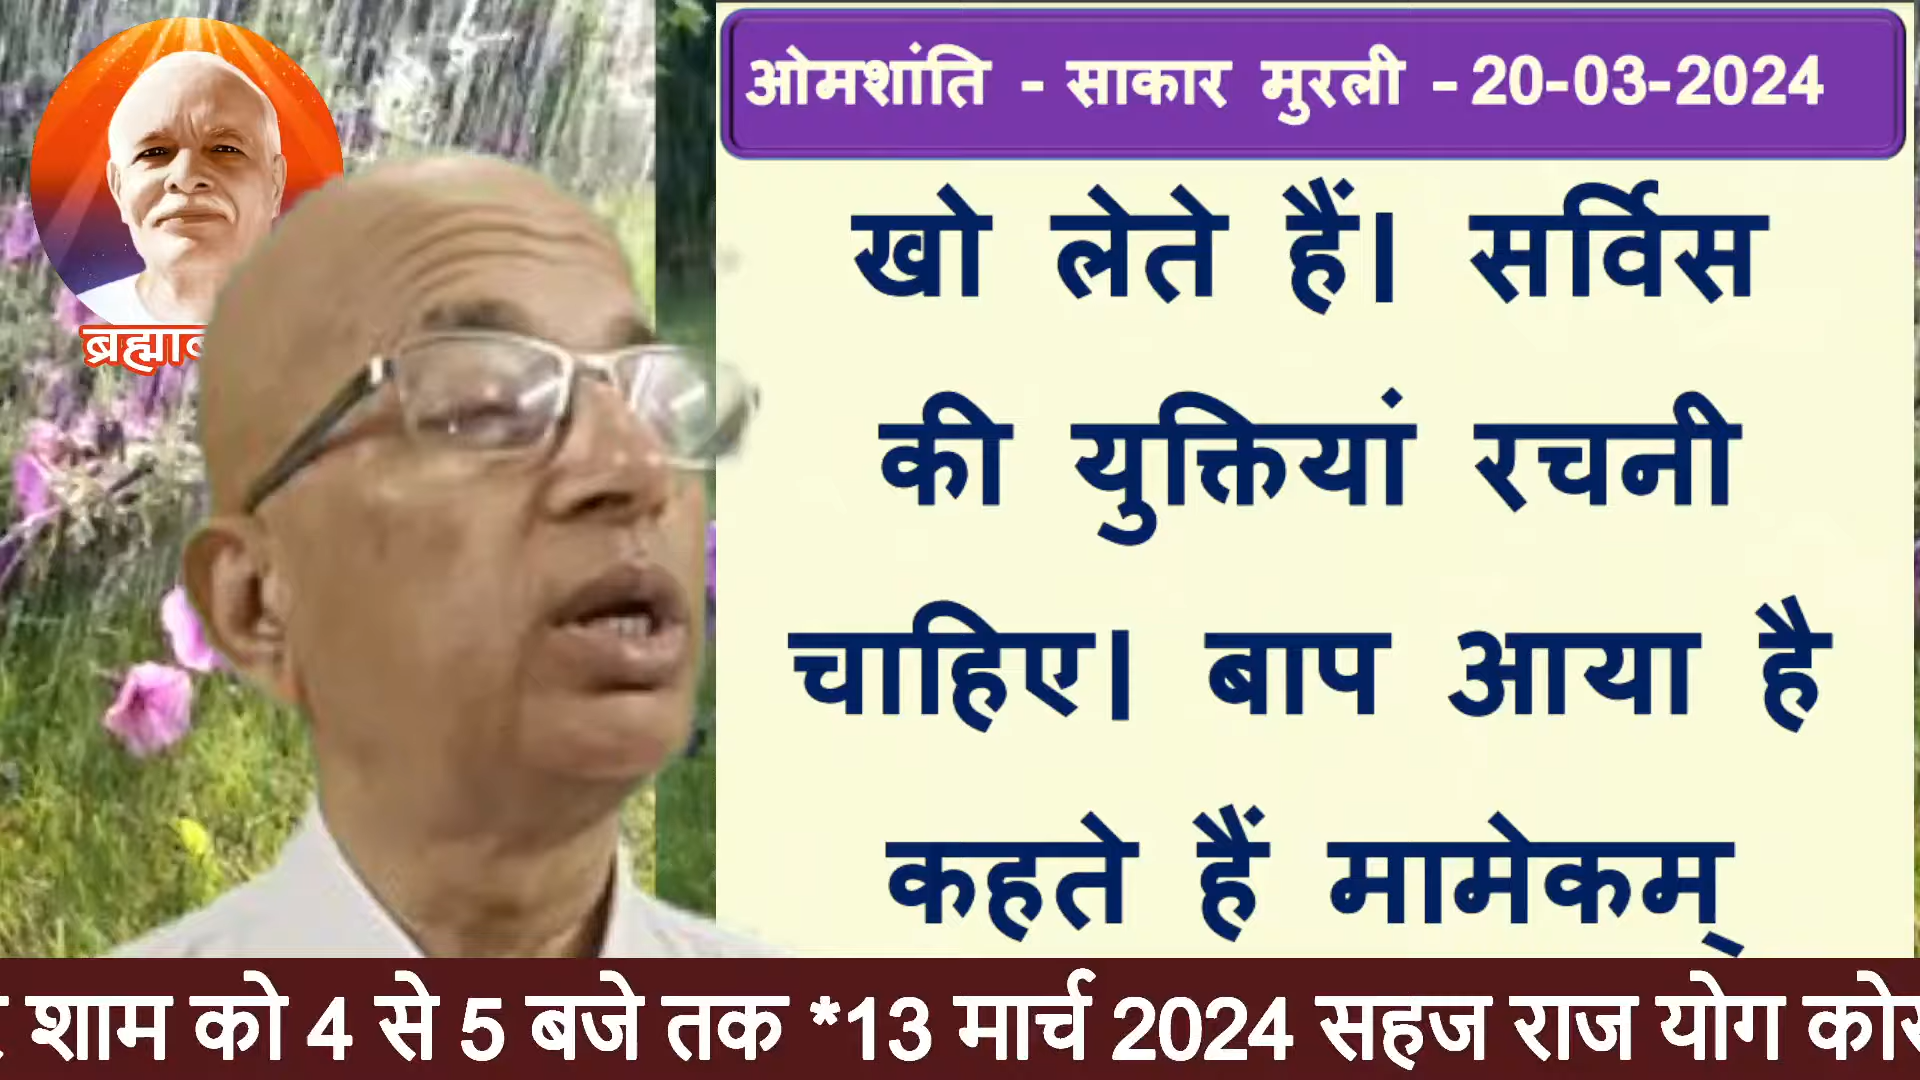 ओमशांति - साकार मुरली - 20-03-2024
खो लेते हैं। सर्विस
की युक्तियां रचनी
चाहिए। बाप आया है
कहते हैं मामेकम्
शाम को 4 से 5 बजे तक *13 मार्च 2024 सहज राज योग